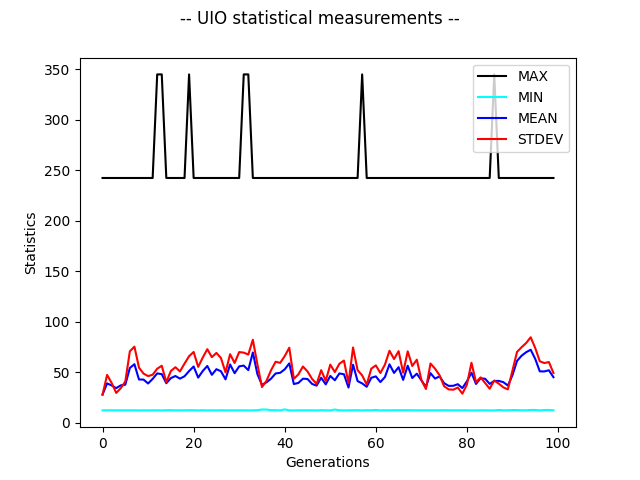 -- UIO statistical measurements --
350
300
250
200
150
100
50
0
Statistics
MAX
MIN
MEAN
STDEV
0 20 40 60 80 100
Generations